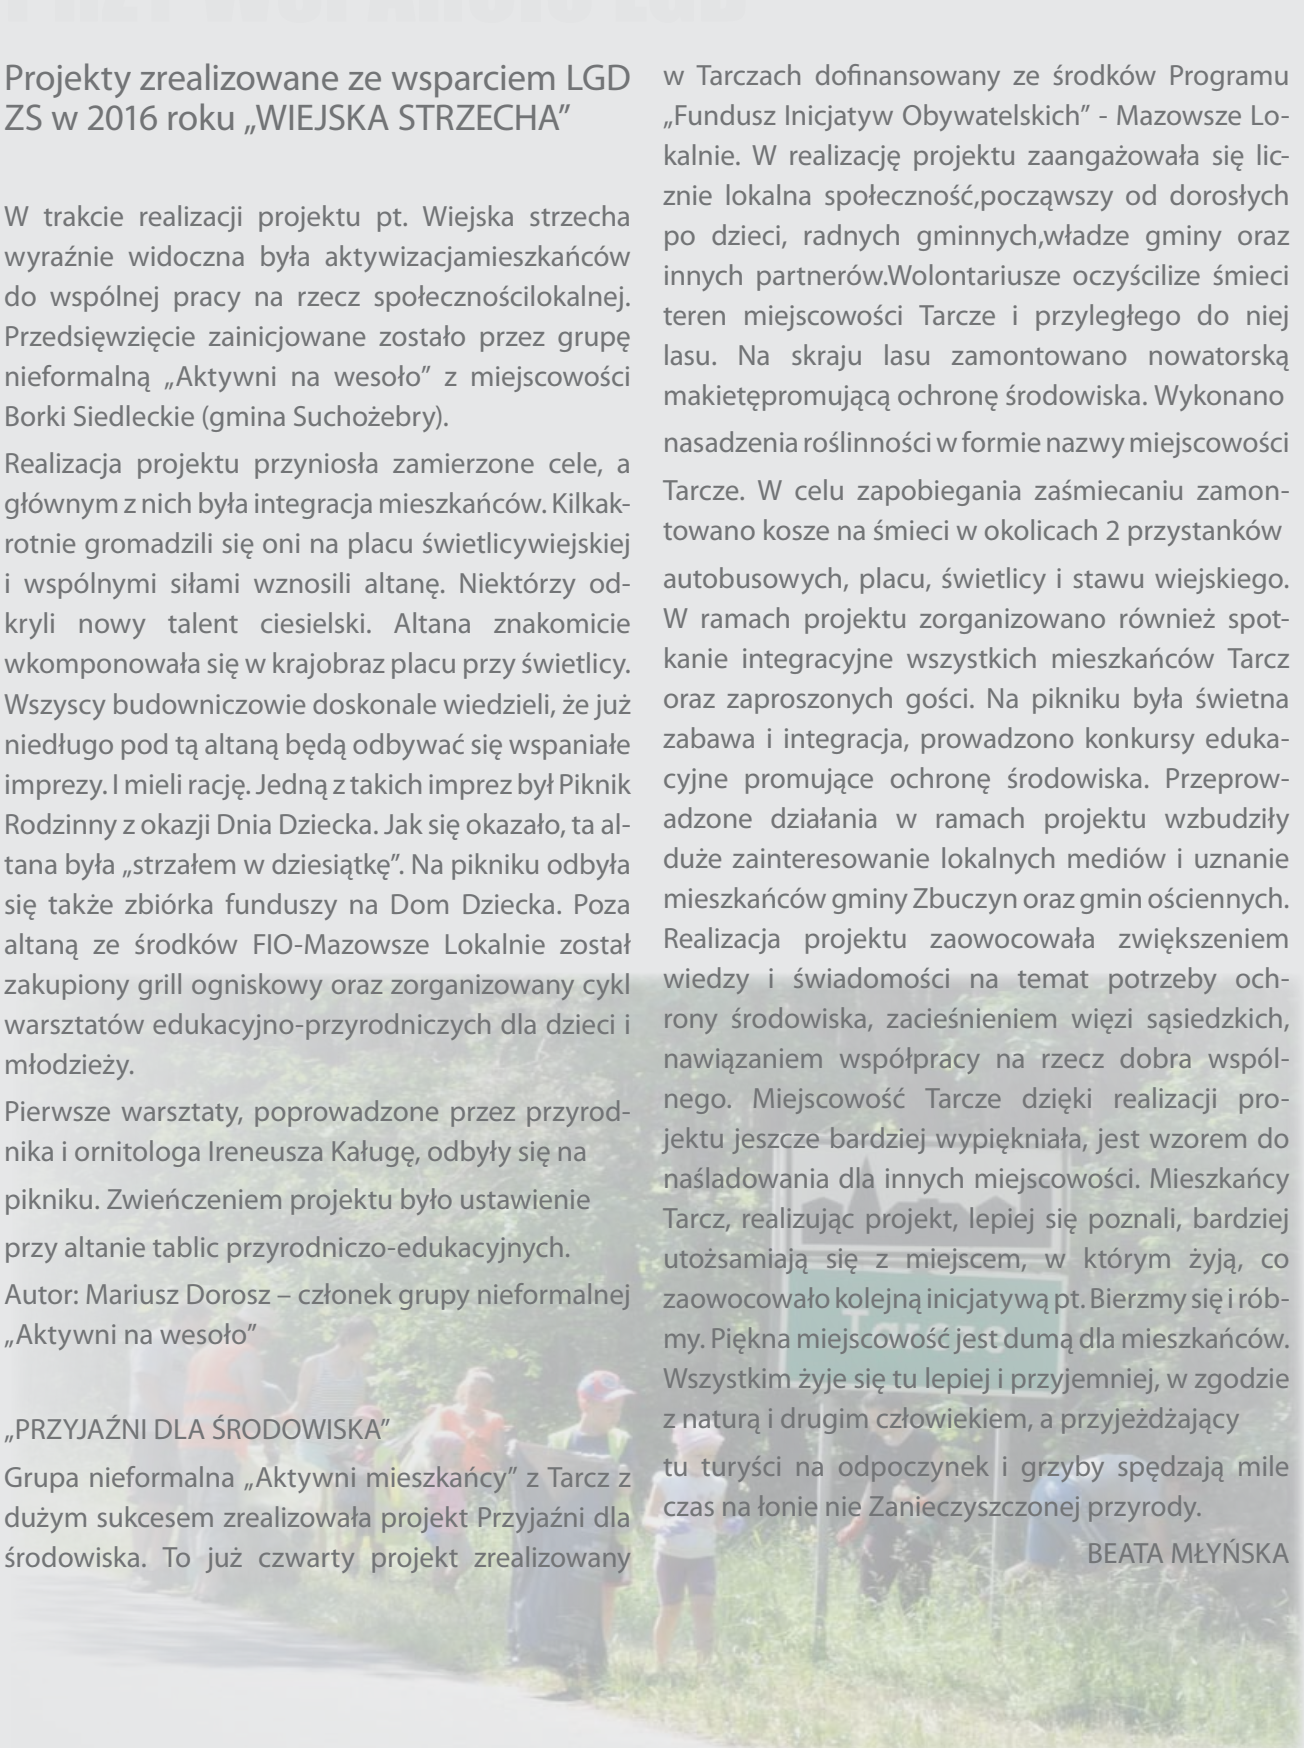 Projekty zrealizowane ze wsparciem LGD
ZS w 2016 roku „WIEJSKA STRZECHA”
W trakcie realizacji projektu pt. Wiejska strzecha
wyraźnie widoczna była aktywizacjamieszkańców
do wspólnej pracy na rzecz społecznościlokalnej.
Przedsięwzięcie zainicjowane zostało przez grupę
nieformalną „Aktywni na wesoło” z miejscowości
Borki Siedleckie (gmina Suchożebry).
Realizacja projektu przyniosła zamierzone cele, a
głównym z nich była integracja mieszkańców. Kilkak-
rotnie gromadzili się oni na placu świetlicywiejskiej
i wspólnymi siłami wznosili altanę. Niektórzy od-
kryli nowy talent ciesielski. Altana znakomicie
wkomponowała się w krajobraz placu przy świetlicy.
Wszyscy budowniczowie doskonale wiedzieli, że już
niedługo pod tą altaną będą odbywać się wspaniałe
imprezy. I mieli rację. Jedną z takich imprez był Piknik
Rodzinny z okazji Dnia Dziecka. Jak się okazało, ta al-
tana była „strzałem w dziesiątkę”. Na pikniku odbyła
się także zbiórka funduszy na Dom Dziecka. Poza
altaną ze środków FIO-Mazowsze Lokalnie został
zakupiony grill ogniskowy oraz zorganizowany cykl
warsztatów edukacyjno-przyrodniczych dla dzieci i
młodzieży.
Pierwsze warsztaty, poprowadzone przez przyrod-
nika i ornitologa Ireneusza Kaługę, odbyły się na
pikniku. Zwieńczeniem projektu było ustawienie
przy altanie tablic przyrodniczo-edukacyjnych.
Autor: Mariusz Dorosz – członek grupy nieformalnej
„Aktywni na wesoło”
„PRZYJAŹNI DLA ŚRODOWISKA”
Grupa nieformalna „Aktywni mieszkańcy” z Tarcz z
dużym sukcesem zrealizowała projekt Przyjaźni dla
środowiska. To już czwarty projekt zrealizowany
w Tarczach dofinansowany ze środków Programu
„Fundusz Inicjatyw Obywatelskich” - Mazowsze Lo-
kalnie. W realizację projektu zaangażowała się lic-
znie lokalna społeczność,począwszy od dorosłych
po dzieci, radnych gminnych,władze gminy oraz
innych partnerów.Wolontariusze oczyścilize śmieci
teren miejscowości Tarcze i przyległego do niej
lasu. Na skraju lasu zamontowano nowatorską
makietępromującą ochronę środowiska. Wykonano
nasadzenia roślinności w formie nazwy miejscowości
Tarcze. W celu zapobiegania zaśmiecaniu zamon-
towano kosze na śmieci w okolicach 2 przystanków
autobusowych, placu, świetlicy i stawu wiejskiego.
W ramach projektu zorganizowano również spot-
kanie integracyjne wszystkich mieszkańców Tarcz
oraz zaproszonych gości. Na pikniku była świetna
zabawa i integracja, prowadzono konkursy eduka-
cyjne promujące ochronę środowiska. Przeprow-
adzone działania w ramach projektu wzbudziły
duże zainteresowanie lokalnych mediów i uznanie
mieszkańców gminy Zbuczyn oraz gmin ościennych.
Realizacja projektu zaowocowała zwiększeniem
wiedzy i świadomości na temat potrzeby och-
rony środowiska, zacieśnieniem więzi sąsiedzkich,
nawiązaniem współpracy na rzecz dobra wspól-
nego. Miejscowość Tarcze dzięki realizacji pro-
jektu jeszcze bardziej wypiękniała, jest wzorem do
naśladowania dla innych miejscowości. Mieszkańcy
Tarcz, realizując projekt, lepiej się poznali, bardziej
utożsamiają się z miejscem, w którym żyją, co
zaowocowało kolejną inicjatywą pt. Bierzmy się i rób-
my. Piękna miejscowość jest dumą dla mieszkańców.
Wszystkim żyje się tu lepiej i przyjemniej, w zgodzie
z naturą i drugim człowiekiem, a przyjeżdżający
tu turyści na odpoczynek i grzyby spędzają mile
czas na łonie nie Zanieczyszczonej przyrody.
BEATA MŁYŃSKA
Tarcze